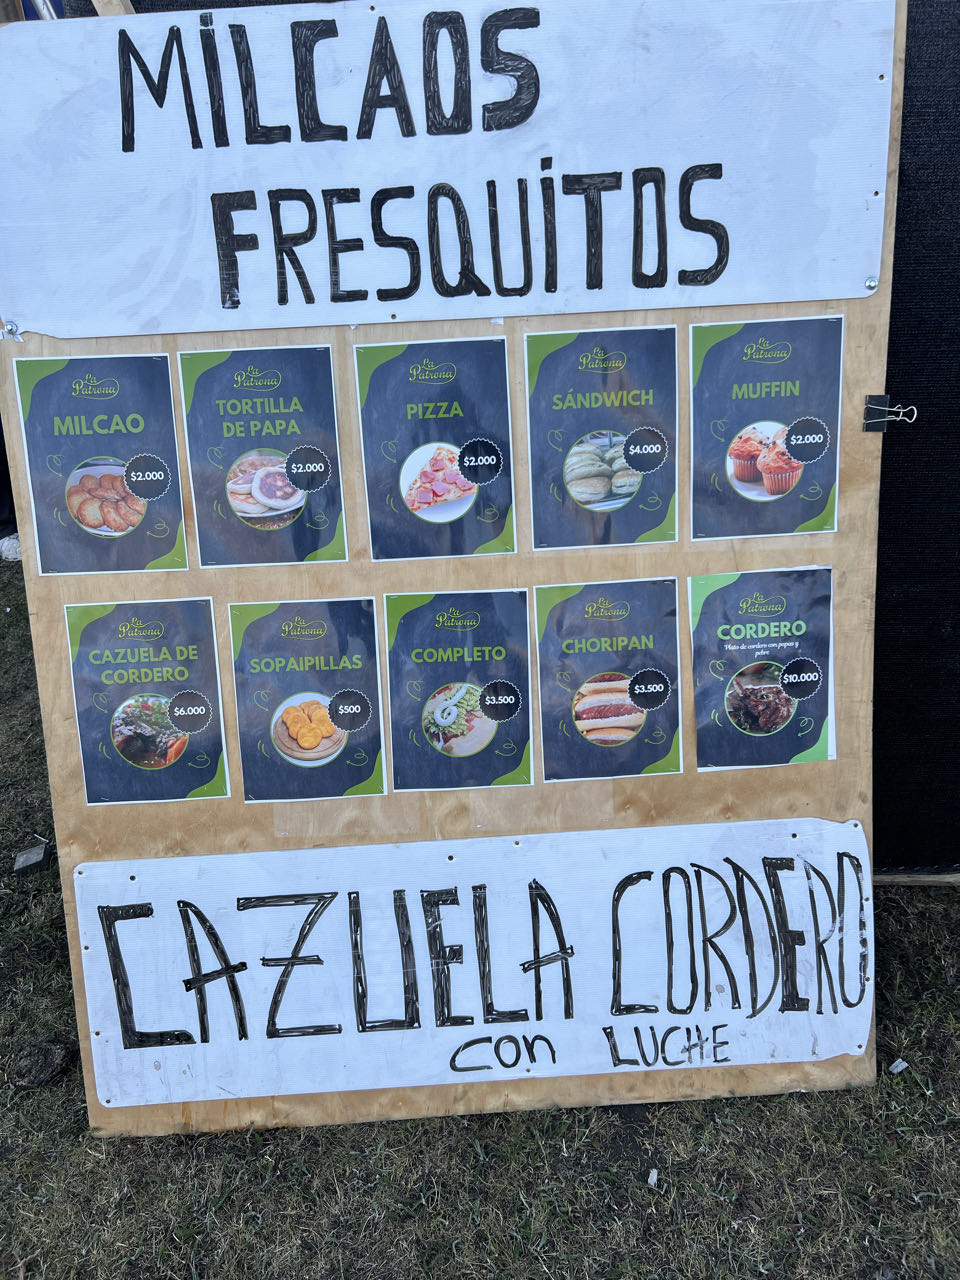 MILCAOS
FRESQUITOS
La Patrona
MILCAO
$2.000
La Patrona
TORTILLA
DE PAPA
$2.000
La Patrona
PIZZA
$2.000
La Patrona
SÁNDWICH
$4.000
La Patrona
MUFFIN
$2.000
La Patrona
CAZUELA DE
CORDERO
$6.000
La Patrona
SOPAIPILLAS
$500
La Patrona
COMPLETO
$3.500
La Patrona
CHORIPAN
$3.500
La Patrona
CORDERO
Plato de cordero con papas y
pebre
$10.000
CAZUELA CORDERO
con LUCHE